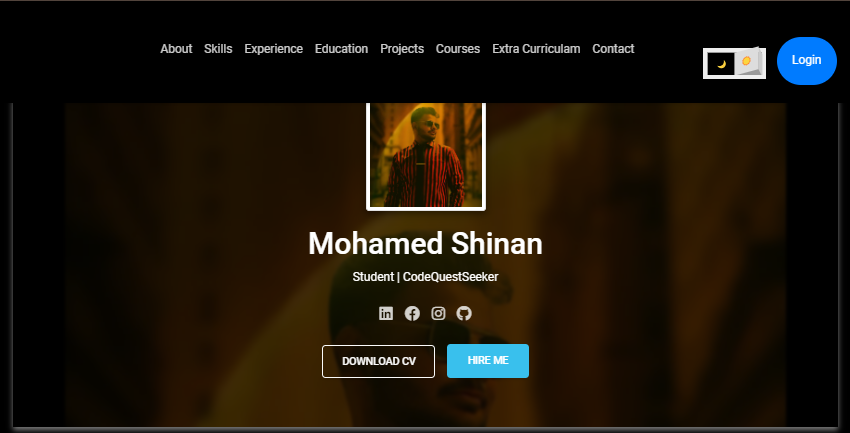 About Skills Experience Education Projects Courses Extra Curriculam Contact
Login
Mohamed Shinan
Student | CodeQuestSeeker
DOWNLOAD CV HIRE ME